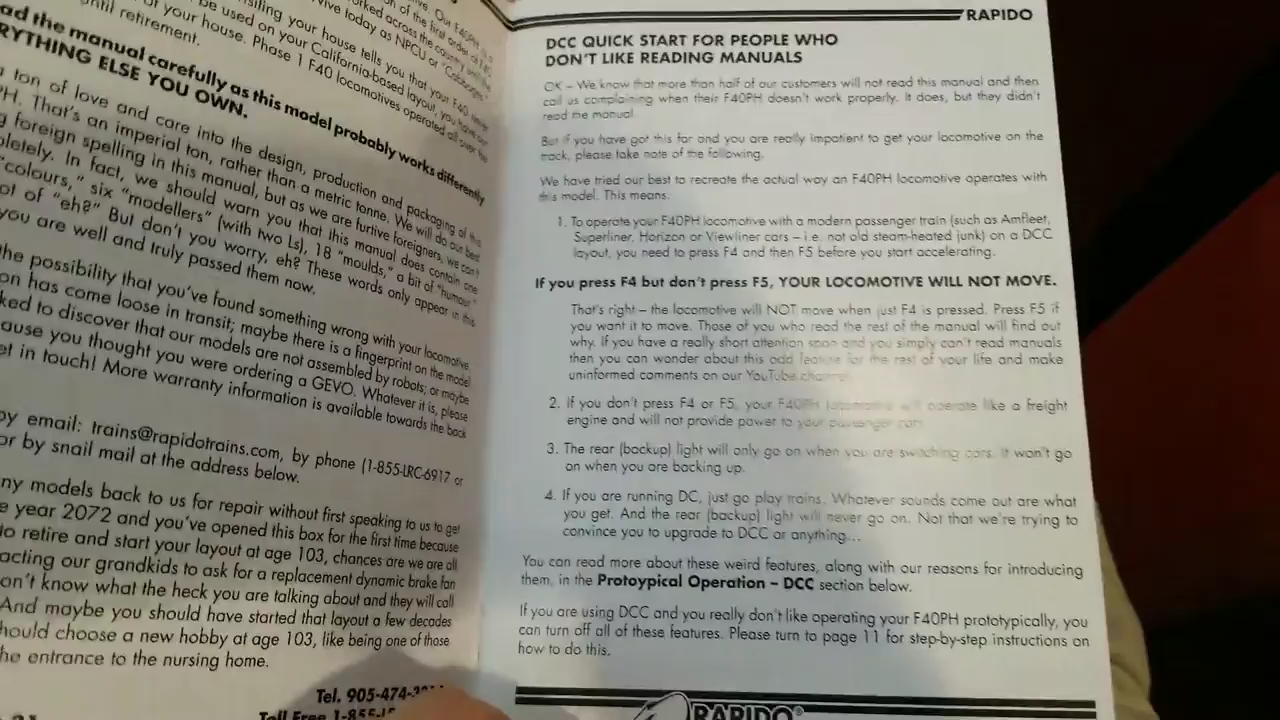 until retirement.
ad the manual carefully as this model probably works differently
RYTHING ELSE YOU OWN.
ton of love and care into the design, production and packaging of this
PH. That's an imperial ton, rather than a metric tonne. We will do our best
foreign spelling in this manual, but as we are furtive foreigners, we can't
pletely. In fact, we should warn you that this manual does contain one
"colours," six "modellers" (with two Ls), 18 "moulds," a bit of "humour"
ot of "eh?" But don't you worry, eh? These words only appear in this
you are well and truly passed them now.
the possibility that you've found something wrong with your locomotive.
on has come loose in transit; maybe there is a fingerprint on the model
ked to discover that our models are not assembled by robots; or maybe
ause you thought you were ordering a GEVO. Whatever it is, please
et in touch! More warranty information is available towards the back
by email: trains@rapidotrains.com, by phone (1-855-LRC-6917 or
or by snail mail at the address below.
ny models back to us for repair without first speaking to us to get
e year 2072 and you've opened this box for the first time because
to retire and start your layout at age 103, chances are we are all
acting our grandkids to ask for a replacement dynamic brake fan
on't know what the heck you are talking about and they will call
And maybe you should have started that layout a few decades
hould choose a new hobby at age 103, like being one of those
he entrance to the nursing home.
Tel. 905-474-
Toll Free 1-855-
RAPIDO
DCC QUICK START FOR PEOPLE WHO
DON'T LIKE READING MANUALS
OK – We know that more than half of our customers will not read this manual and then
call us complaining when their F40PH doesn't work properly. It does, but they didn't
read the manual.
But if you have got this far and you are really impatient to get your locomotive on the
track, please take note of the following.
We have tried our best to recreate the actual way an F40PH locomotive operates with
this model. This means:
1. To operate your F40PH locomotive with a modern passenger train (such as Amfleet,
Superliner, Horizon or Viewliner cars – i.e. not old steam-heated junk) on a DCC
layout, you need to press F4 and then F5 before you start accelerating.
If you press F4 but don't press F5, YOUR LOCOMOTIVE WILL NOT MOVE.
That's right – the locomotive will NOT move when just F4 is pressed. Press F5 if
you want it to move. Those of you who read the rest of the manual will find out
why. If you have a really short attention span and you simply can't read manuals
then you can wonder about this odd feature for the rest of your life and make
uninformed comments on our YouTube channel.
2. If you don't press F4 or F5, your F40PH locomotive will operate like a freight
engine and will not provide power to your passenger cars.
3. The rear (backup) light will only go on when you are switching cars. It won't go
on when you are backing up.
4. If you are running DC, just go play trains. Whatever sounds come out are what
you get. And the rear (backup) light will never go on. Not that we're trying to
convince you to upgrade to DCC or anything…
You can read more about these weird features, along with our reasons for introducing
them, in the Protoypical Operation – DCC section below.
If you are using DCC and you really don't like operating your F40PH prototypically, you
can turn off all of these features. Please turn to page 11 for step-by-step instructions on
how to do this.
RAPIDO